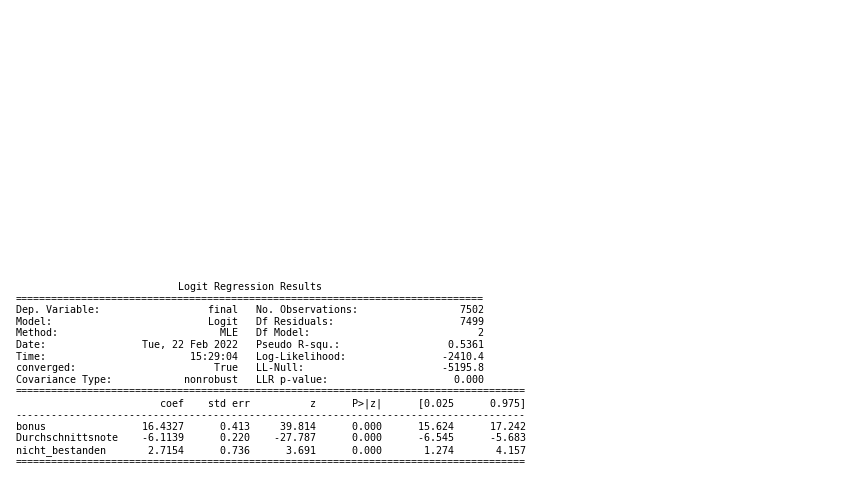 Logit Regression Results
==============================================================================
Dep. Variable:                  final   No. Observations:                 7502
Model:                          Logit   Df Residuals:                     7499
Method:                           MLE   Df Model:                            2
Date:                Tue, 22 Feb 2022   Pseudo R-squ.:                  0.5361
Time:                        15:29:04   Log-Likelihood:                -2410.4
converged:                       True   LL-Null:                       -5195.8
Covariance Type:            nonrobust   LLR p-value:                     0.000
=====================================================================================
                        coef    std err          z      P>|z|      [0.025      0.975]
-------------------------------------------------------------------------------------
bonus                16.4327      0.413     39.814      0.000      15.624      17.242
Durchschnittsnote    -6.1139      0.220    -27.787      0.000      -6.545      -5.683
nicht_bestanden       2.7154      0.736      3.691      0.000       1.274       4.157
=====================================================================================